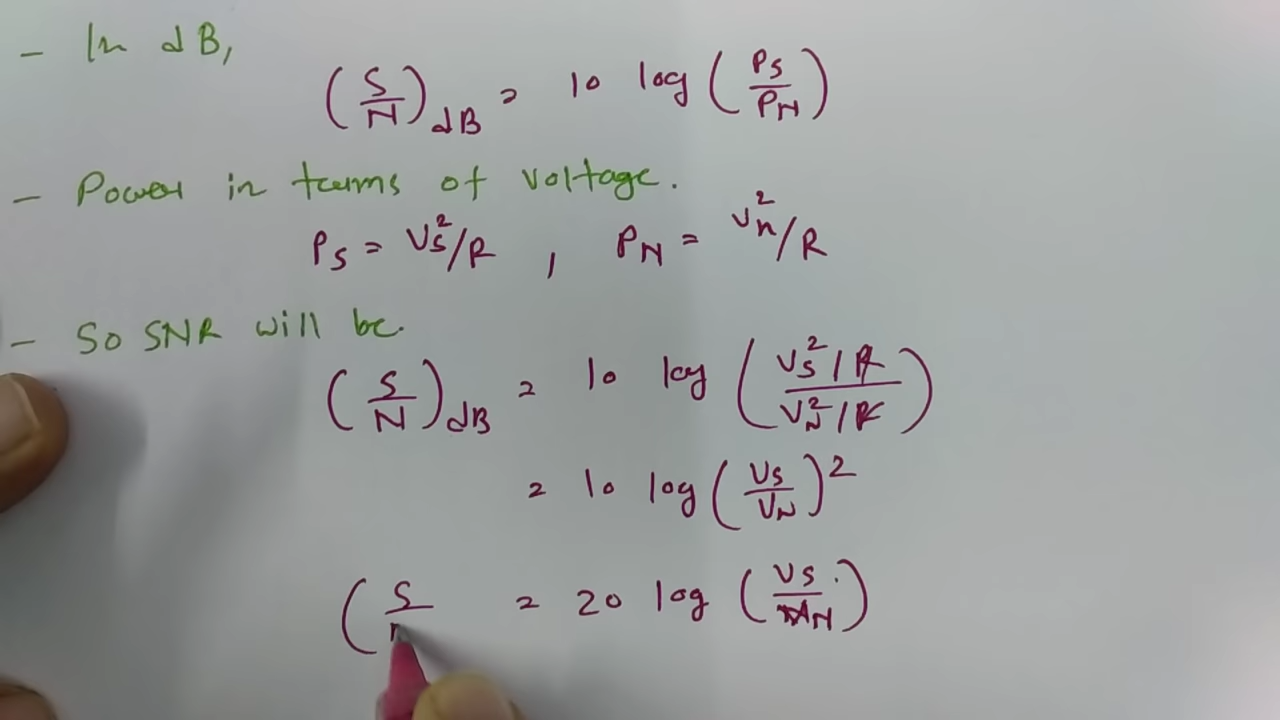 - In dB,
(S/N)dB = 10 log (PS/PN)
- Power in terms of voltage.
PS = VS²/R , PN = Vn²/R
- So SNR will be.
(S/N)dB = 10 log (VS²/R / VN²/R)
= 10 log (VS/VN)²
(S/ = 20 log (VS/